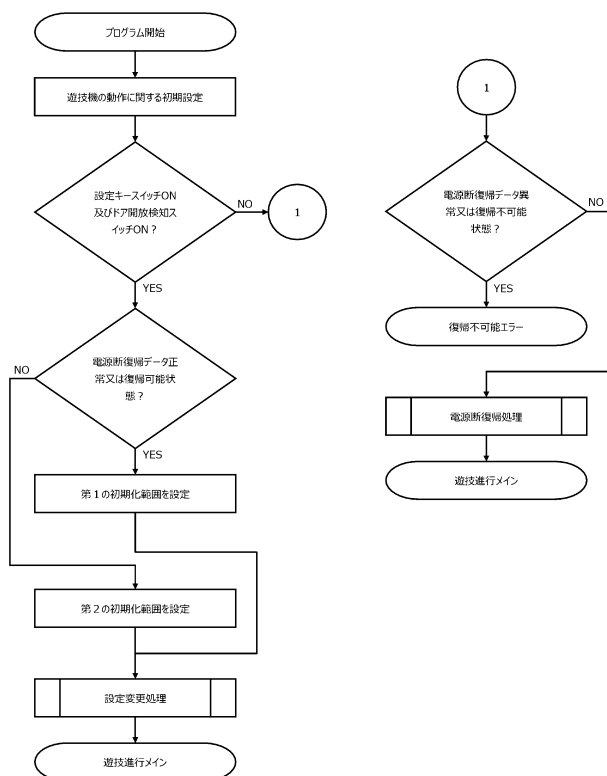 プログラム開始
遊技機の動作に関する初期設定
設定キースイッチON
及びドア開放検知ス
イッチON？
NO
1
YES
電源断復帰データ正
常又は復帰可能状
態？
NO
YES
第１の初期化範囲を設定
第２の初期化範囲を設定
設定変更処理
遊技進行メイン
1
電源断復帰データ異
常又は復帰不可能
状態？
NO
YES
復帰不可能エラー
電源断復帰処理
遊技進行メイン